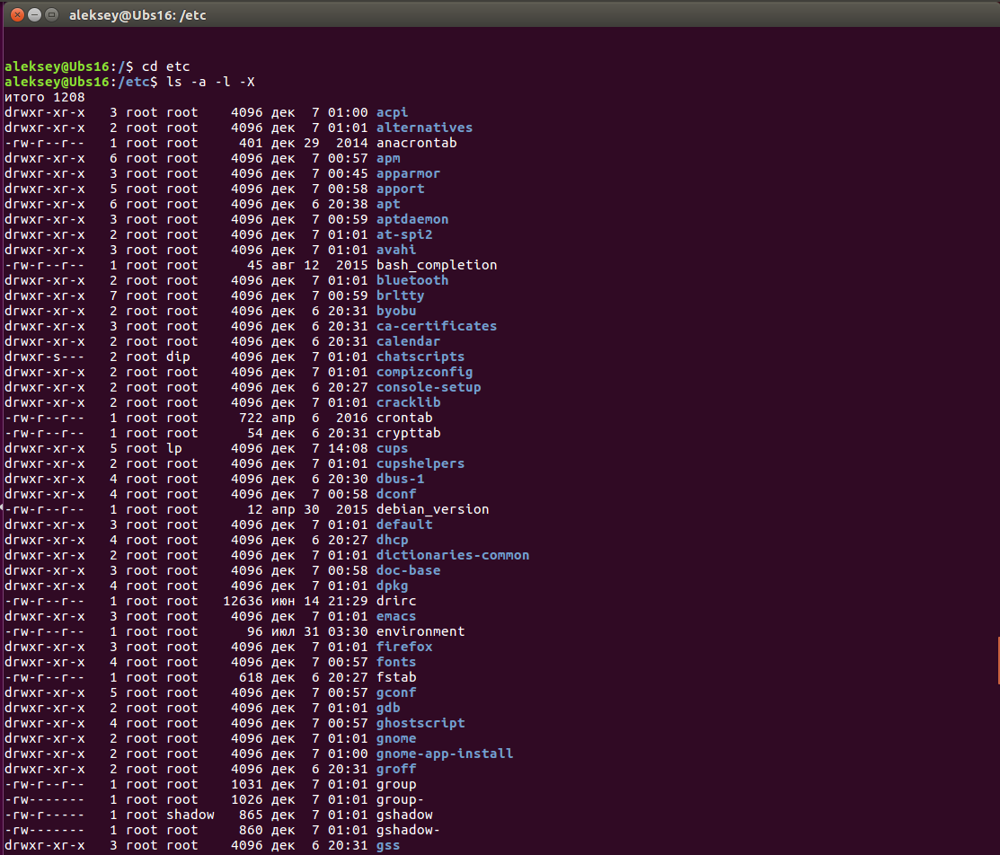 aleksey@Ubs16: /etc
aleksey@Ubs16:/$ cd etc
aleksey@Ubs16:/etc$ ls -a -l -X
итого 1208
drwxr-xr-x   3 root root    4096 дек  7 01:00 acpi
drwxr-xr-x   2 root root    4096 дек  7 01:01 alternatives
-rw-r--r--   1 root root     401 дек 29  2014 anacrontab
drwxr-xr-x   6 root root    4096 дек  7 00:57 apm
drwxr-xr-x   3 root root    4096 дек  7 00:45 apparmor
drwxr-xr-x   5 root root    4096 дек  7 00:58 apport
drwxr-xr-x   6 root root    4096 дек  6 20:38 apt
drwxr-xr-x   3 root root    4096 дек  7 00:59 aptdaemon
drwxr-xr-x   2 root root    4096 дек  7 01:01 at-spi2
drwxr-xr-x   3 root root    4096 дек  7 01:01 avahi
-rw-r--r--   1 root root      45 авг 12  2015 bash_completion
drwxr-xr-x   2 root root    4096 дек  7 01:01 bluetooth
drwxr-xr-x   7 root root    4096 дек  7 00:59 brltty
drwxr-xr-x   2 root root    4096 дек  6 20:31 byobu
drwxr-xr-x   3 root root    4096 дек  6 20:31 ca-certificates
drwxr-xr-x   2 root root    4096 дек  6 20:31 calendar
drwxr-s---   2 root dip     4096 дек  7 01:01 chatscripts
drwxr-xr-x   2 root root    4096 дек  7 01:01 compizconfig
drwxr-xr-x   2 root root    4096 дек  6 20:27 console-setup
drwxr-xr-x   2 root root    4096 дек  7 01:01 cracklib
-rw-r--r--   1 root root     722 апр  6  2016 crontab
-rw-r--r--   1 root root      54 дек  6 20:31 crypttab
drwxr-xr-x   5 root lp      4096 дек  7 14:08 cups
drwxr-xr-x   2 root root    4096 дек  7 01:01 cupshelpers
drwxr-xr-x   4 root root    4096 дек  6 20:30 dbus-1
drwxr-xr-x   4 root root    4096 дек  7 00:58 dconf
-rw-r--r--   1 root root      12 апр 30  2015 debian_version
drwxr-xr-x   3 root root    4096 дек  7 01:01 default
drwxr-xr-x   4 root root    4096 дек  6 20:27 dhcp
drwxr-xr-x   2 root root    4096 дек  7 01:01 dictionaries-common
drwxr-xr-x   3 root root    4096 дек  7 00:58 doc-base
drwxr-xr-x   4 root root    4096 дек  7 01:01 dpkg
-rw-r--r--   1 root root   12636 июн 14 21:29 drirc
drwxr-xr-x   3 root root    4096 дек  7 01:01 emacs
-rw-r--r--   1 root root      96 июл 31 03:30 environment
drwxr-xr-x   3 root root    4096 дек  7 01:01 firefox
drwxr-xr-x   4 root root    4096 дек  7 00:57 fonts
-rw-r--r--   1 root root     618 дек  6 20:27 fstab
drwxr-xr-x   5 root root    4096 дек  7 00:57 gconf
drwxr-xr-x   2 root root    4096 дек  7 01:01 gdb
drwxr-xr-x   4 root root    4096 дек  7 00:57 ghostscript
drwxr-xr-x   2 root root    4096 дек  7 01:01 gnome
drwxr-xr-x   2 root root    4096 дек  7 01:00 gnome-app-install
drwxr-xr-x   2 root root    4096 дек  6 20:31 groff
-rw-r--r--   1 root root    1031 дек  7 01:01 group
-rw-------   1 root root    1026 дек  7 01:01 group-
-rw-r-----   1 root shadow   865 дек  7 01:01 gshadow
-rw-------   1 root root     860 дек  7 01:01 gshadow-
drwxr-xr-x   3 root root    4096 дек  6 20:31 gss